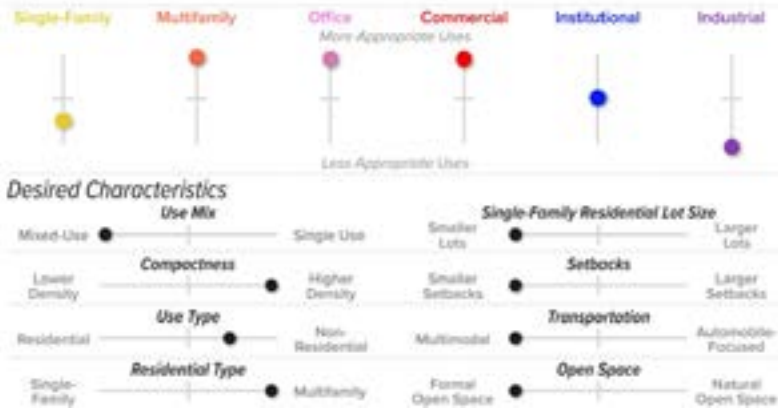 Single-Family Multifamily Office Commercial Institutional Industrial
More Appropriate Uses
Less Appropriate Uses
Desired Characteristics
Use Mix
Mixed-Use Single Use
Compactness
Lower Density Higher Density
Use Type
Residential Non-Residential
Residential Type
Single-Family Multifamily
Single-Family Residential Lot Size
Smaller Lots Larger Lots
Setbacks
Smaller Setbacks Larger Setbacks
Transportation
Multimodal Automobile-Focused
Open Space
Formal Open Space Natural Open Space